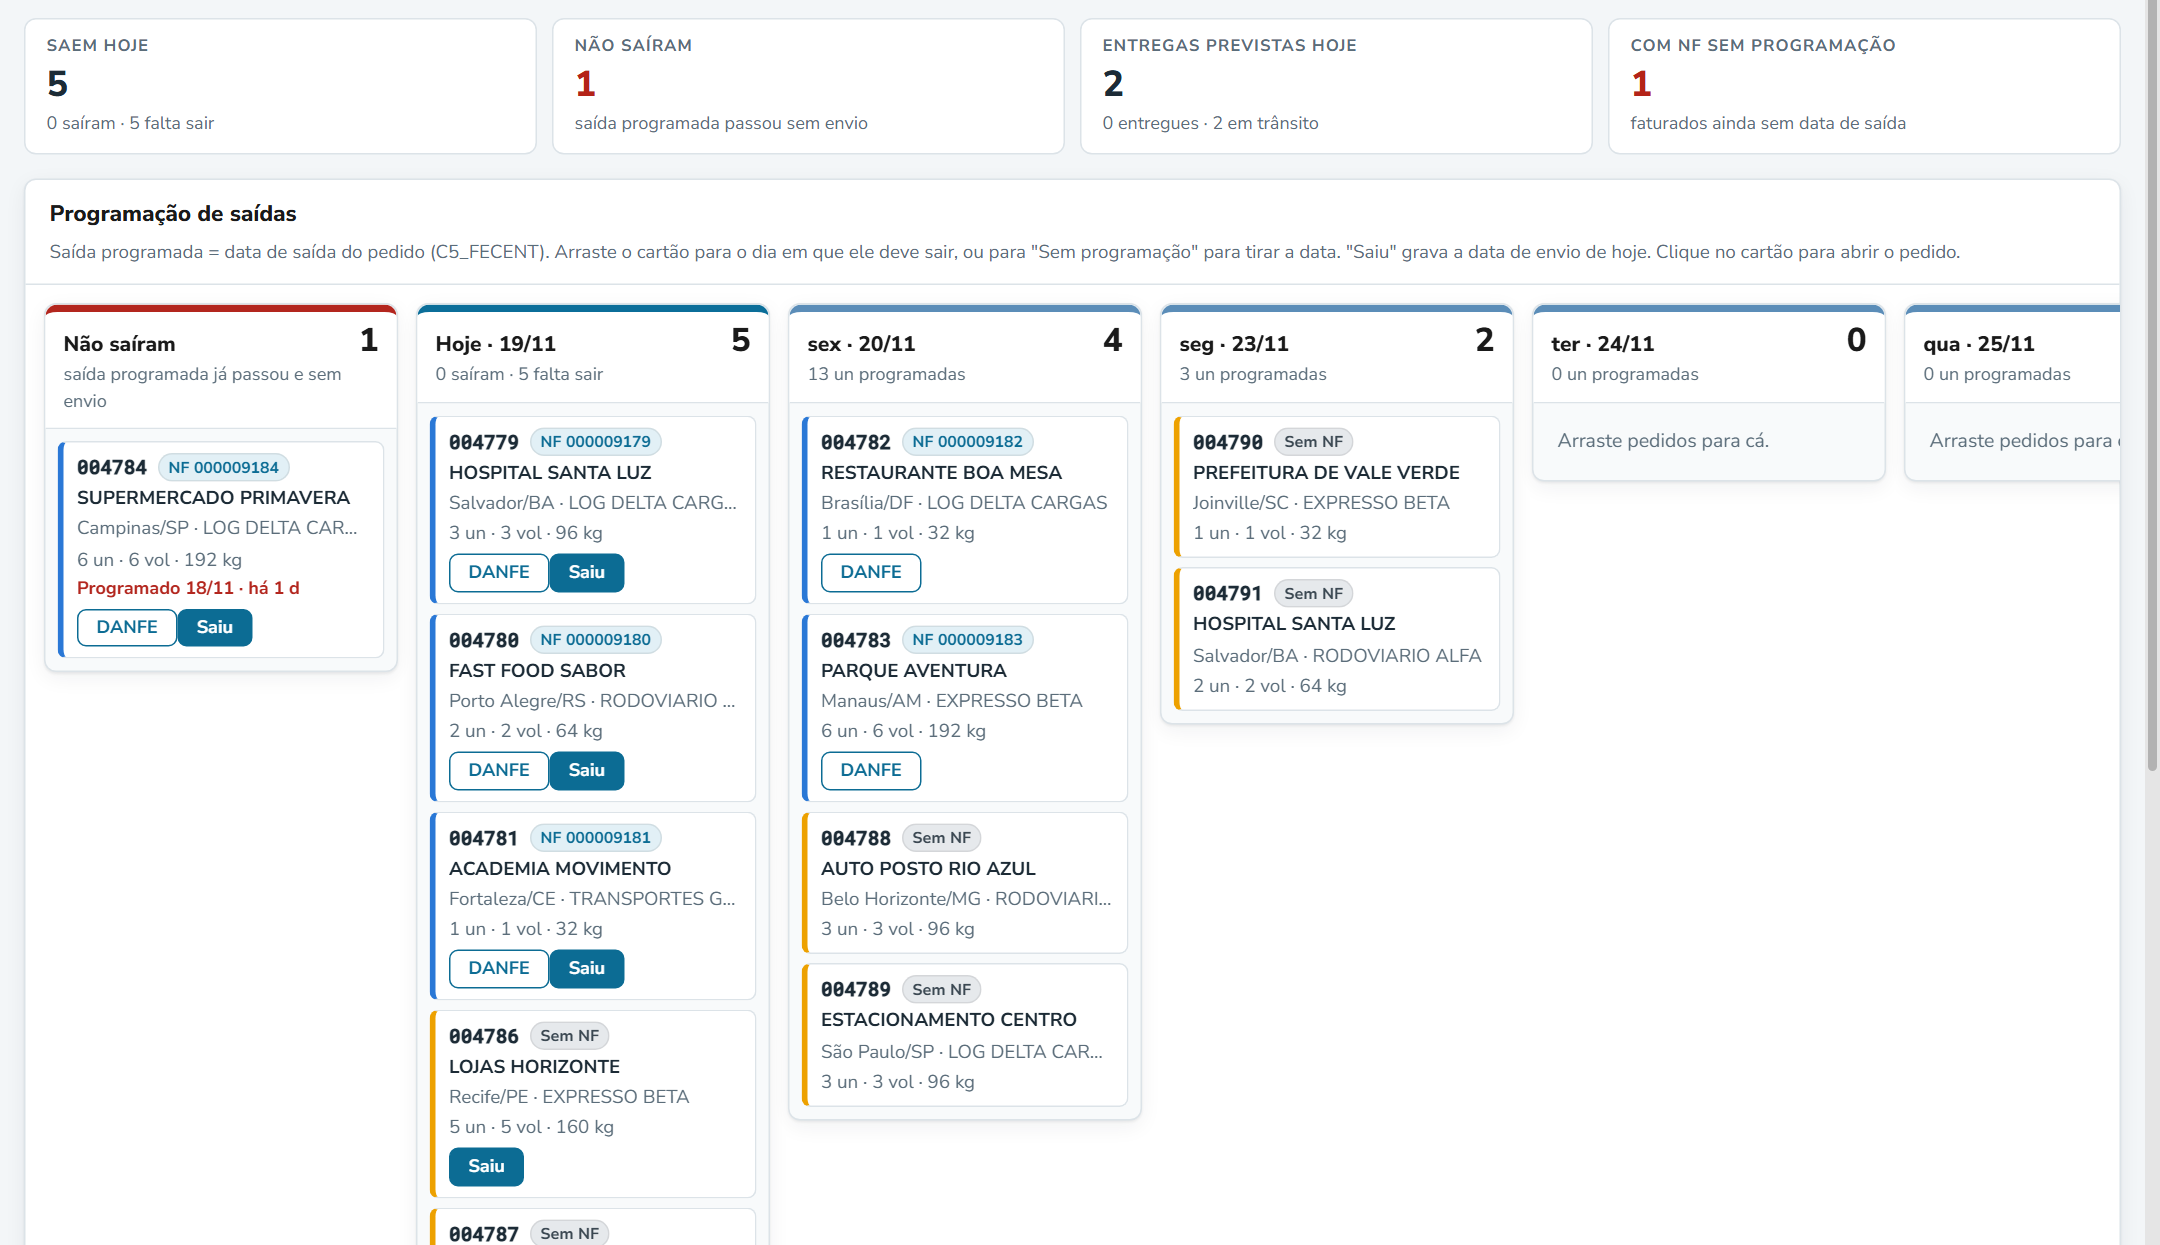 SAEM HOJE
5
0 saíram · 5 falta sair
NÃO SAÍRAM
1
saída programada passou sem envio
ENTREGAS PREVISTAS HOJE
2
0 entregues · 2 em trânsito
COM NF SEM PROGRAMAÇÃO
1
faturados ainda sem data de saída
Programação de saídas
Saída programada = data de saída do pedido (C5_FECENT). Arraste o cartão para o dia em que ele deve sair, ou para "Sem programação" para tirar a data. "Saiu" grava a data de envio de hoje. Clique no cartão para abrir o pedido.
Não saíram 1
saída programada já passou e sem
envio
004784 NF 000009184
SUPERMERCADO PRIMAVERA
Campinas/SP · LOG DELTA CAR...
6 un · 6 vol · 192 kg
Programado 18/11 · há 1 d
DANFE Saiu
Hoje · 19/11 5
0 saíram · 5 falta sair
004779 NF 000009179
HOSPITAL SANTA LUZ
Salvador/BA · LOG DELTA CARG...
3 un · 3 vol · 96 kg
DANFE Saiu
004780 NF 000009180
FAST FOOD SABOR
Porto Alegre/RS · RODOVIARIO ...
2 un · 2 vol · 64 kg
DANFE Saiu
004781 NF 000009181
ACADEMIA MOVIMENTO
Fortaleza/CE · TRANSPORTES G...
1 un · 1 vol · 32 kg
DANFE Saiu
004786 Sem NF
LOJAS HORIZONTE
Recife/PE · EXPRESSO BETA
5 un · 5 vol · 160 kg
Saiu
004787 Sem NF
sex · 20/11 4
13 un programadas
004782 NF 000009182
RESTAURANTE BOA MESA
Brasília/DF · LOG DELTA CARGAS
1 un · 1 vol · 32 kg
DANFE
004783 NF 000009183
PARQUE AVENTURA
Manaus/AM · EXPRESSO BETA
6 un · 6 vol · 192 kg
DANFE
004788 Sem NF
AUTO POSTO RIO AZUL
Belo Horizonte/MG · RODOVIARI...
3 un · 3 vol · 96 kg
004789 Sem NF
ESTACIONAMENTO CENTRO
São Paulo/SP · LOG DELTA CAR...
3 un · 3 vol · 96 kg
seg · 23/11 2
3 un programadas
004790 Sem NF
PREFEITURA DE VALE VERDE
Joinville/SC · EXPRESSO BETA
1 un · 1 vol · 32 kg
004791 Sem NF
HOSPITAL SANTA LUZ
Salvador/BA · RODOVIARIO ALFA
2 un · 2 vol · 64 kg
ter · 24/11 0
0 un programadas
Arraste pedidos para cá.
qua · 25/11
0 un programadas
Arraste pedidos para